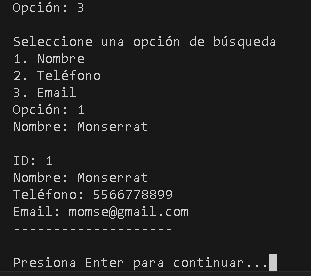 Opción: 3
Seleccione una opción de búsqueda
1. Nombre
2. Teléfono
3. Email
Opción: 1
Nombre: Monserrat
ID: 1
Nombre: Monserrat
Teléfono: 5566778899
Email: momse@gmail.com
--------------------
Presiona Enter para continuar...